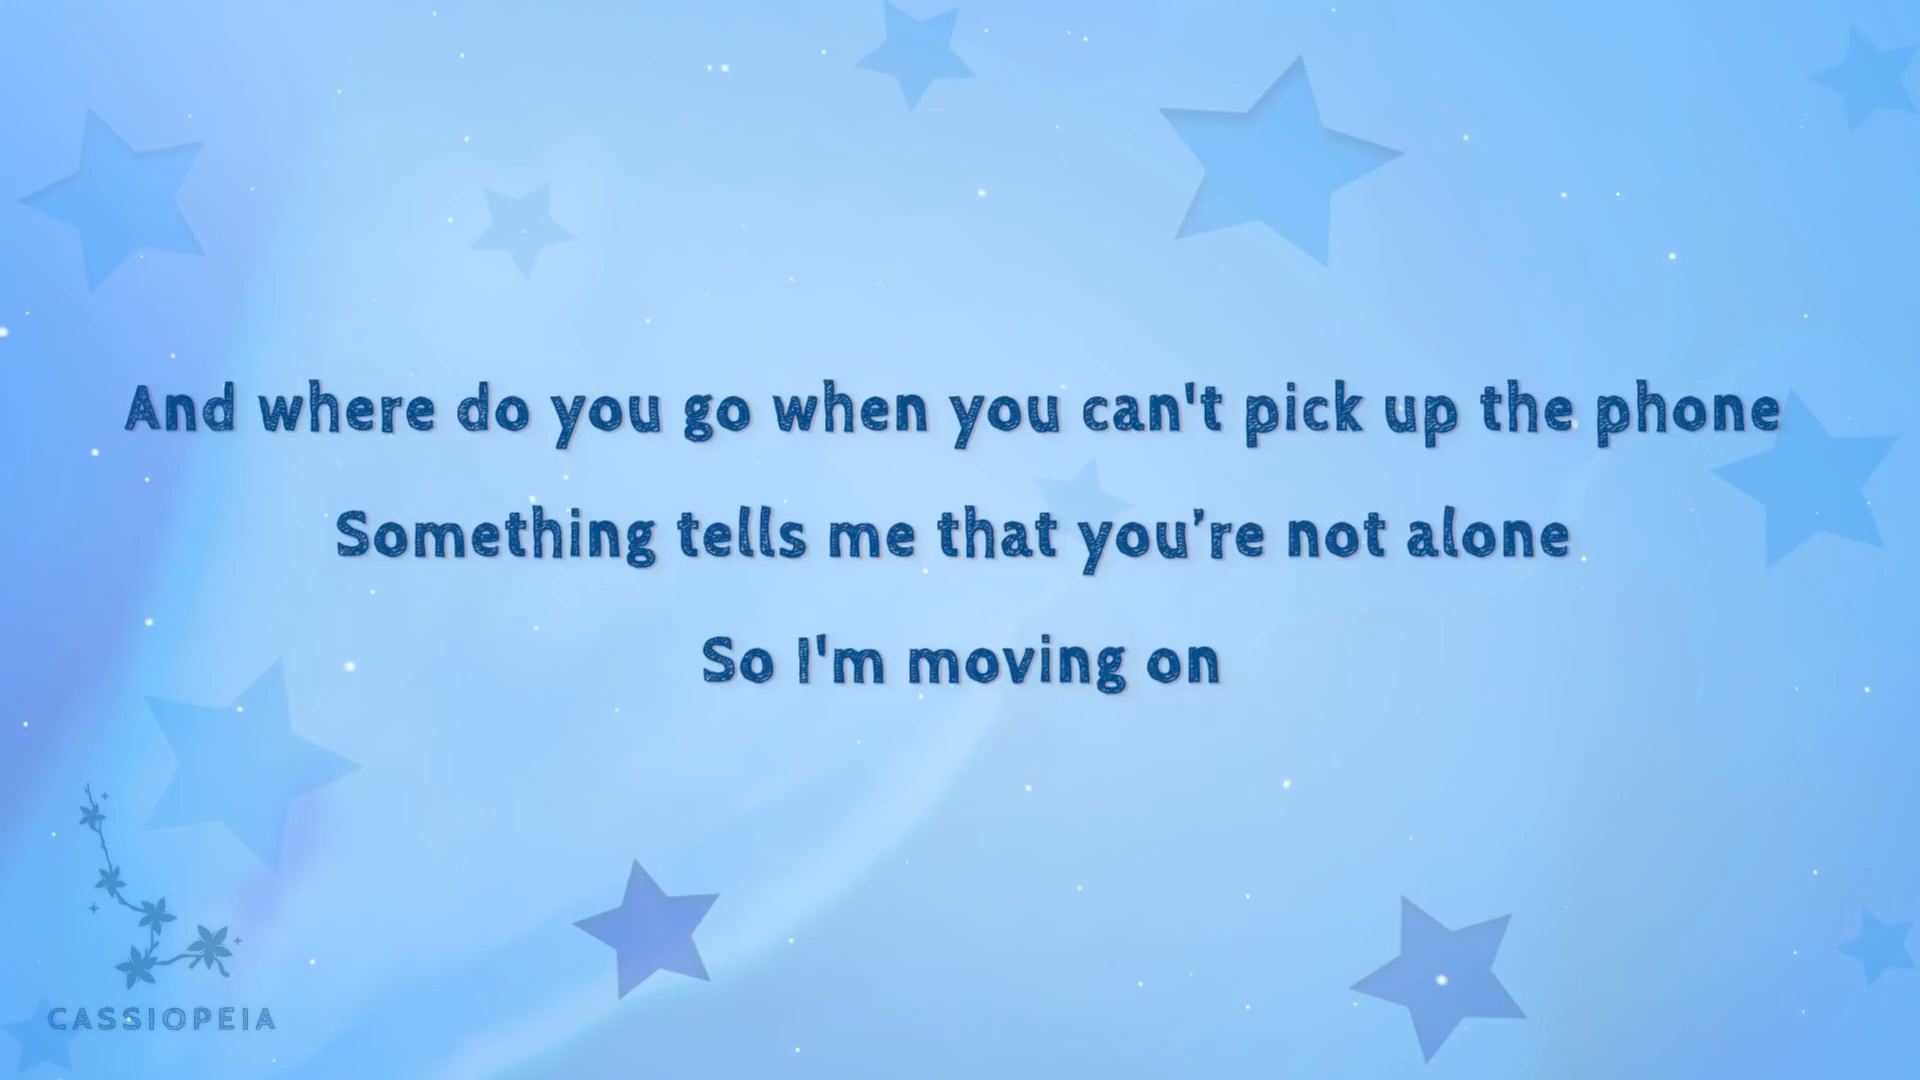 And where do you go when you can't pick up the phone
Something tells me that you’re not alone
So I'm moving on
CASSIOPEIA